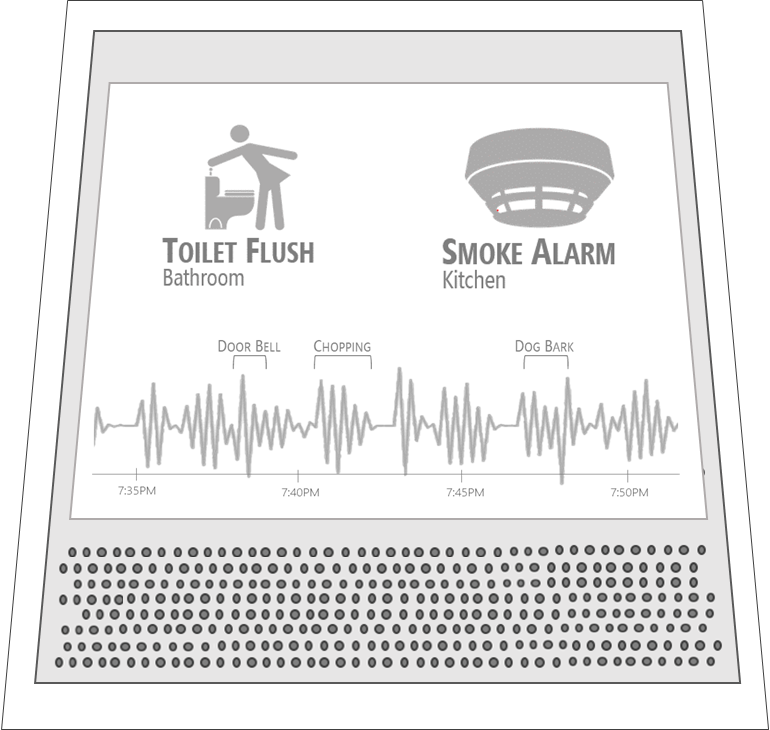 Toilet Flush
Bathroom
Smoke Alarm
Kitchen
Door Bell
Chopping
Dog Bark
7:35PM
7:40PM
7:45PM
7:50PM